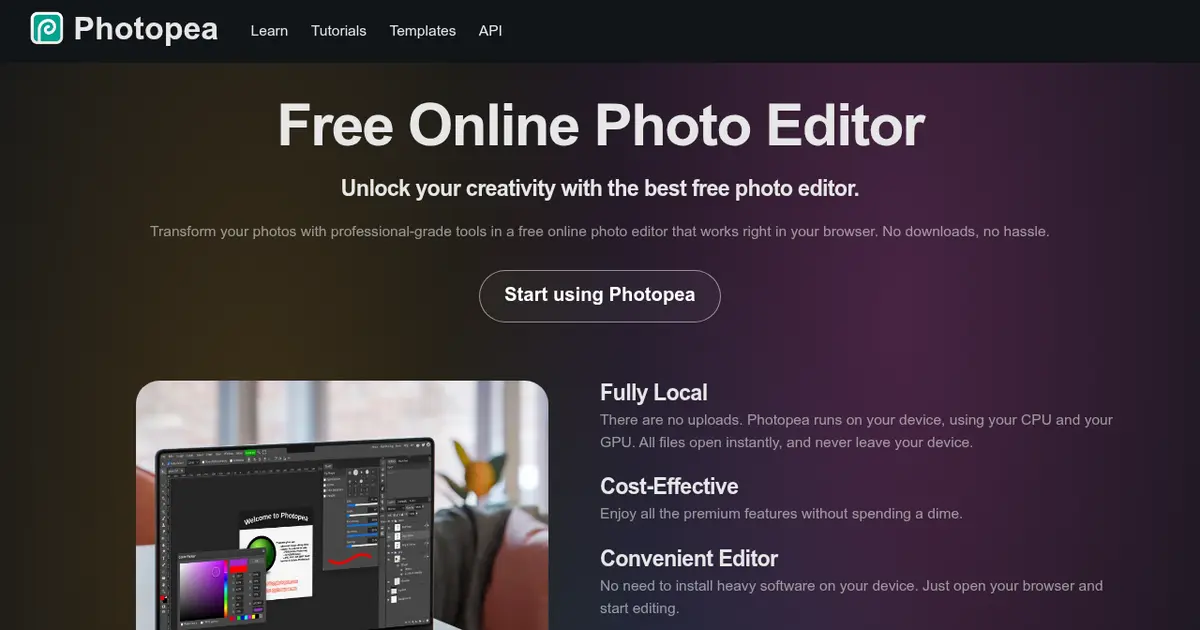 Photopea
Learn
Tutorials
Templates
API
Free Online Photo Editor
Unlock your creativity with the best free photo editor.
Transform your photos with professional-grade tools in a free online photo editor that works right in your browser. No downloads, no hassle.
Start using Photopea
Welcome to Photopea
Fully Local
There are no uploads. Photopea runs on your device, using your CPU and your
GPU. All files open instantly, and never leave your device.
Cost-Effective
Enjoy all the premium features without spending a dime.
Convenient Editor
No need to install heavy software on your device. Just open your browser and
start editing.